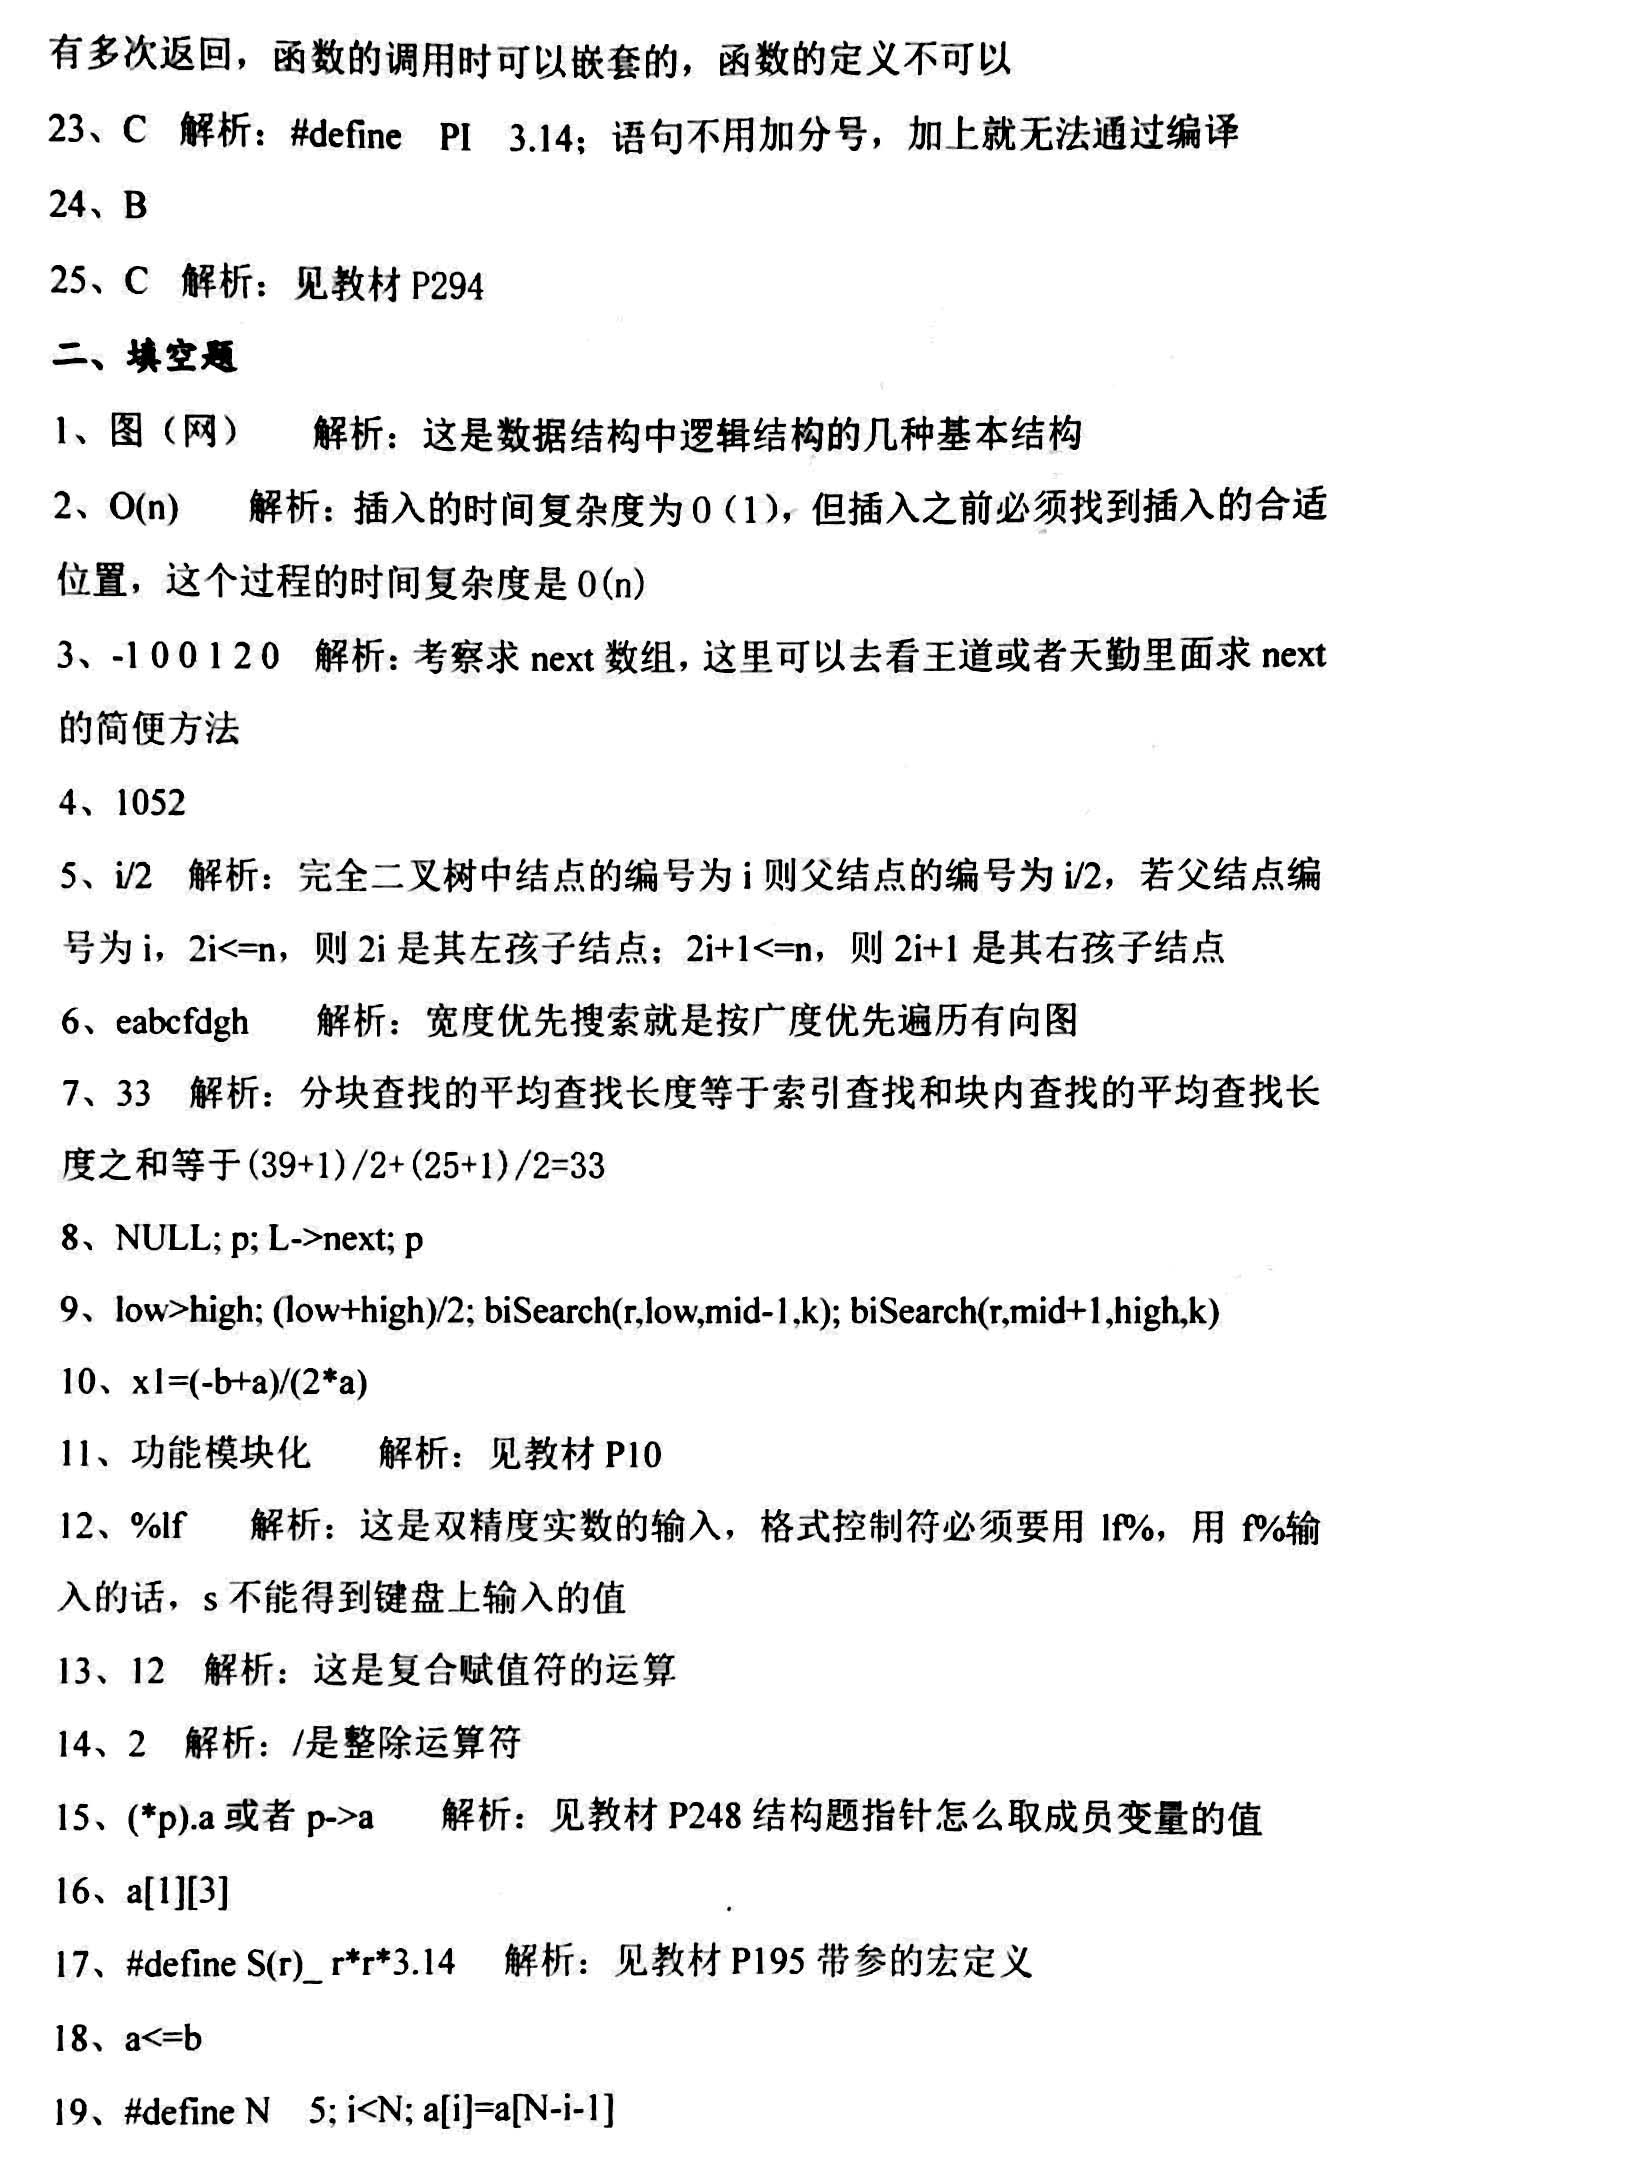 有多次返回，函数的调用时可以嵌套的，函数的定义不可以
23、C 解析：#define PI 3.14；语句不用加分号，加上就无法通过编译
24、B
25、C 解析：见教材 P294
二、填空题
1、图（网） 解析：这是数据结构中逻辑结构的几种基本结构
2、O(n) 解析：插入的时间复杂度为 0（1），但插入之前必须找到插入的合适
位置，这个过程的时间复杂度是 0(n)
3、-1 0 0 1 2 0 解析：考察求 next 数组，这里可以去看王道或者天勤里面求 next
的简便方法
4、1052
5、i/2 解析：完全二叉树中结点的编号为 i 则父结点的编号为 i/2，若父结点编
号为 i，2i<=n，则 2i 是其左孩子结点；2i+1<=n，则 2i+1 是其右孩子结点
6、eabcfdgh 解析：宽度优先搜索就是按广度优先遍历有向图
7、33 解析：分块查找的平均查找长度等于索引查找和块内查找的平均查找长
度之和等于(39+1)/2+(25+1)/2=33
8、NULL; p; L->next; p
9、low>high; (low+high)/2; biSearch(r,low,mid-1,k); biSearch(r,mid+1,high,k)
10、x1=(-b+a)/(2*a)
11、功能模块化 解析：见教材 P10
12、%lf 解析：这是双精度实数的输入，格式控制符必须要用 lf%，用 f%输
入的话，s 不能得到键盘上输入的值
13、12 解析：这是复合赋值符的运算
14、2 解析：/是整除运算符
15、(*p).a 或者 p->a 解析：见教材 P248 结构题指针怎么取成员变量的值
16、a[1][3]
17、#define S(r)_ r*r*3.14 解析：见教材 P195 带参的宏定义
18、a<=b
19、#define N 5; i<N; a[i]=a[N-i-1]